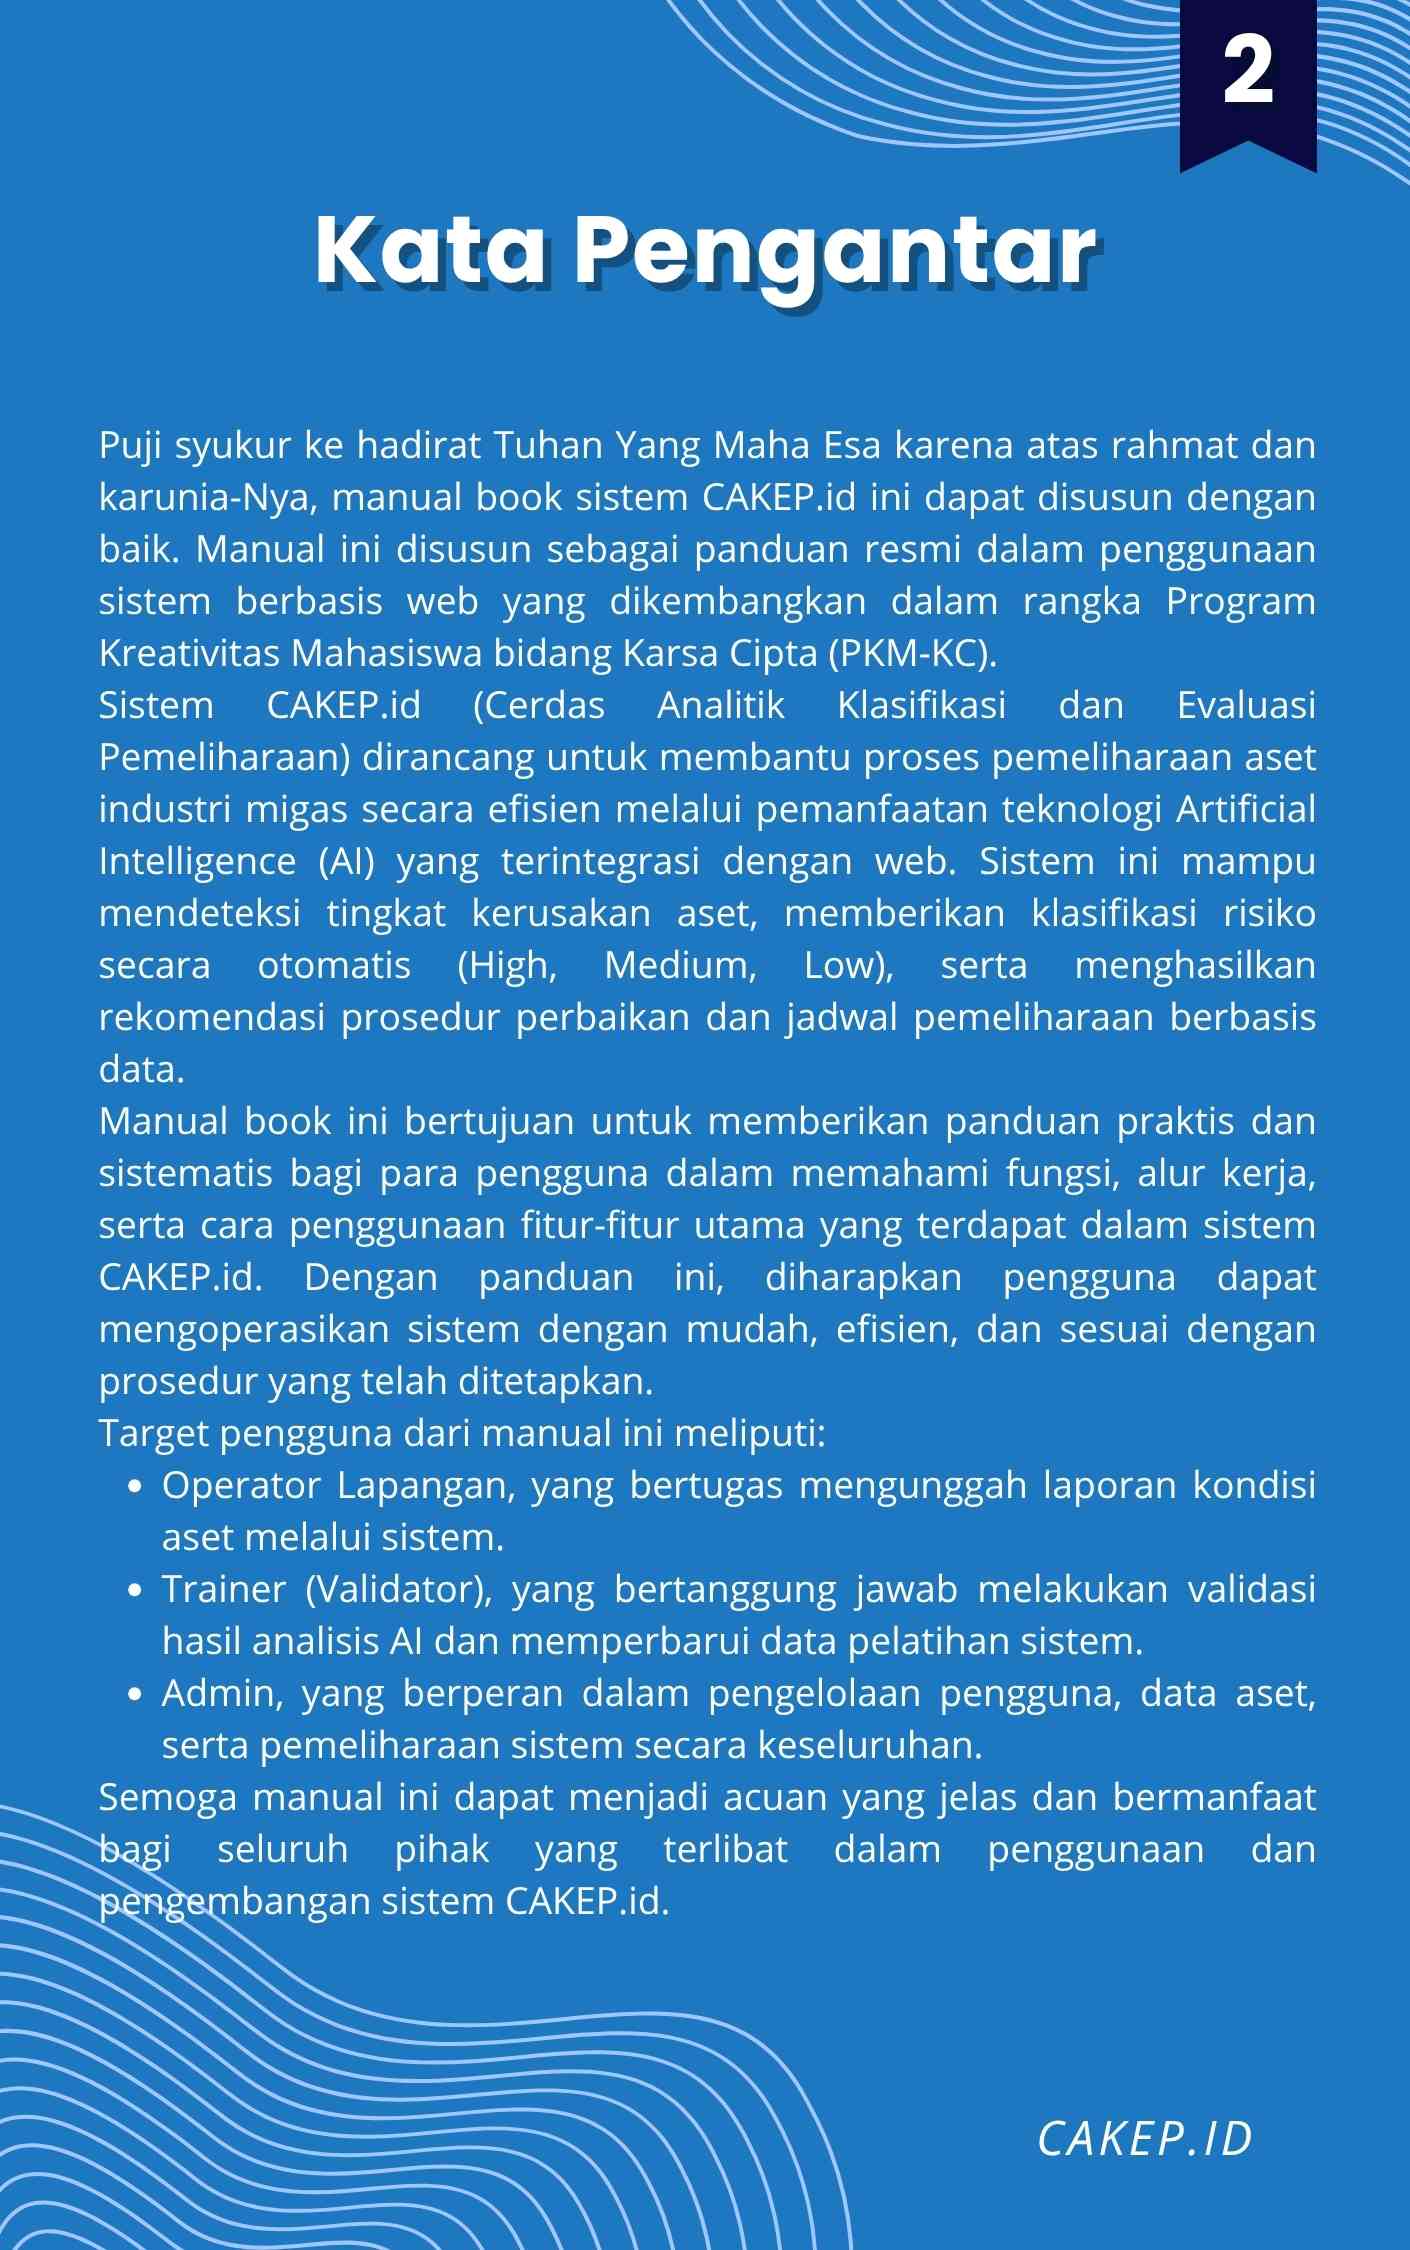 2
Kata Pengantar
Puji syukur ke hadirat Tuhan Yang Maha Esa karena atas rahmat dan
karunia-Nya, manual book sistem CAKEP.id ini dapat disusun dengan
baik. Manual ini disusun sebagai panduan resmi dalam penggunaan
sistem berbasis web yang dikembangkan dalam rangka Program
Kreativitas Mahasiswa bidang Karsa Cipta (PKM-KC).
Sistem CAKEP.id (Cerdas Analitik Klasifikasi dan Evaluasi
Pemeliharaan) dirancang untuk membantu proses pemeliharaan aset
industri migas secara efisien melalui pemanfaatan teknologi Artificial
Intelligence (AI) yang terintegrasi dengan web. Sistem ini mampu
mendeteksi tingkat kerusakan aset, memberikan klasifikasi risiko
secara otomatis (High, Medium, Low), serta menghasilkan
rekomendasi prosedur perbaikan dan jadwal pemeliharaan berbasis
data.
Manual book ini bertujuan untuk memberikan panduan praktis dan
sistematis bagi para pengguna dalam memahami fungsi, alur kerja,
serta cara penggunaan fitur-fitur utama yang terdapat dalam sistem
CAKEP.id. Dengan panduan ini, diharapkan pengguna dapat
mengoperasikan sistem dengan mudah, efisien, dan sesuai dengan
prosedur yang telah ditetapkan.
Target pengguna dari manual ini meliputi:
• Operator Lapangan, yang bertugas mengunggah laporan kondisi
aset melalui sistem.
• Trainer (Validator), yang bertanggung jawab melakukan validasi
hasil analisis AI dan memperbarui data pelatihan sistem.
• Admin, yang berperan dalam pengelolaan pengguna, data aset,
serta pemeliharaan sistem secara keseluruhan.
Semoga manual ini dapat menjadi acuan yang jelas dan bermanfaat
bagi seluruh pihak yang terlibat dalam penggunaan dan
pengembangan sistem CAKEP.id.
CAKEP.ID